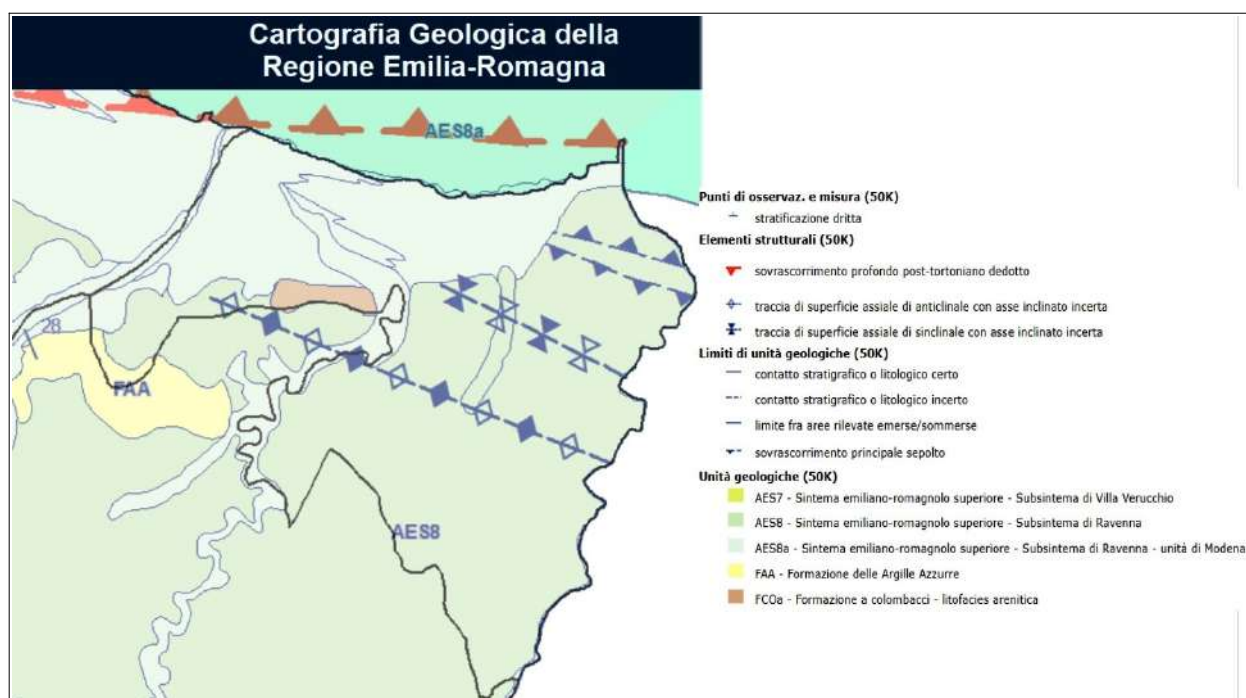 Cartografia Geologica della
Regione Emilia-Romagna
AES8a
28
FAA
AES8
Punti di osservaz. e misura (50K)
stratificazione dritta
Elementi strutturali (50K)
sovrascorrimento profondo post-tortoniano dedotto
traccia di superficie assiale di anticlinale con asse inclinato incerta
traccia di superficie assiale di sinclinale con asse inclinato incerta
Limiti di unità geologiche (50K)
contatto stratigrafico o litologico certo
contatto stratigrafico o litologico incerto
limite fra aree rilevate emerse/sommerse
sovrascorrimento principale sepolto
Unità geologiche (50K)
AES7 - Sintema emiliano-romagnolo superiore - Subsintema di Villa Verucchio
AES8 - Sintema emiliano-romagnolo superiore - Subsintema di Ravenna
AES8a - Sintema emiliano-romagnolo superiore - Subsintema di Ravenna - unità di Modena
FAA - Formazione delle Argille Azzurre
FCOa - Formazione a colombacci - litofacies arenitica